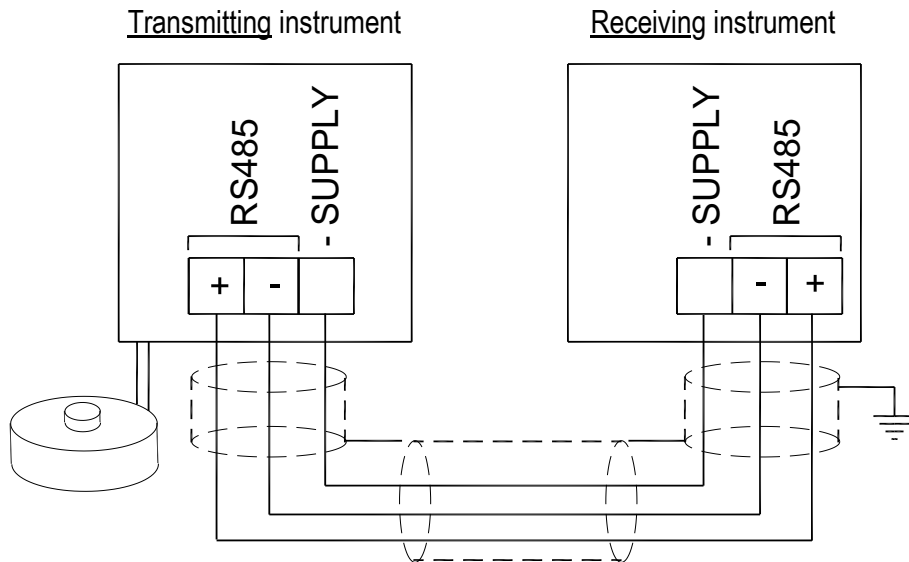 Transmitting instrument
Receiving instrument
RS485
- SUPPLY
+ -
- SUPPLY
RS485
- +